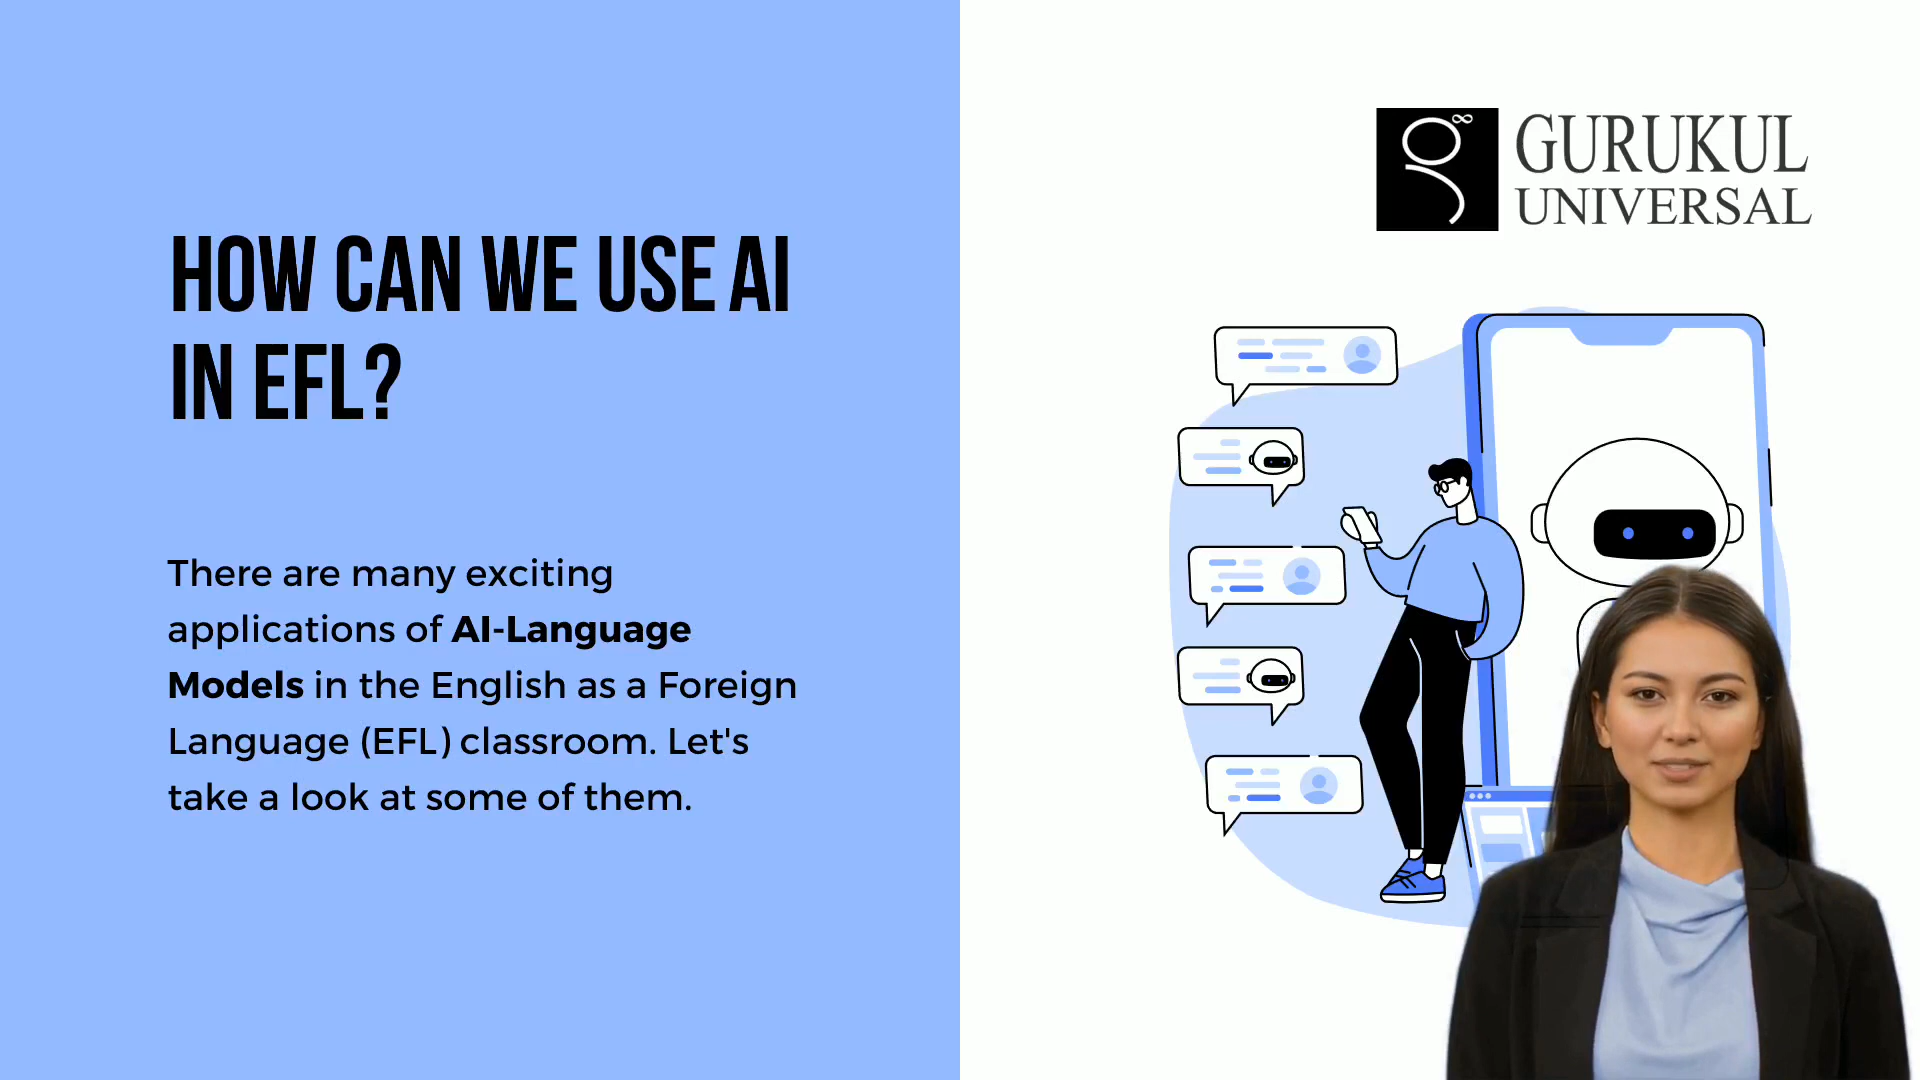 HOW CAN WE USE AI
IN EFL?
There are many exciting
applications of AI-Language
Models in the English as a Foreign
Language (EFL) classroom. Let's
take a look at some of them.
g∞
GURUKUL
UNIVERSAL